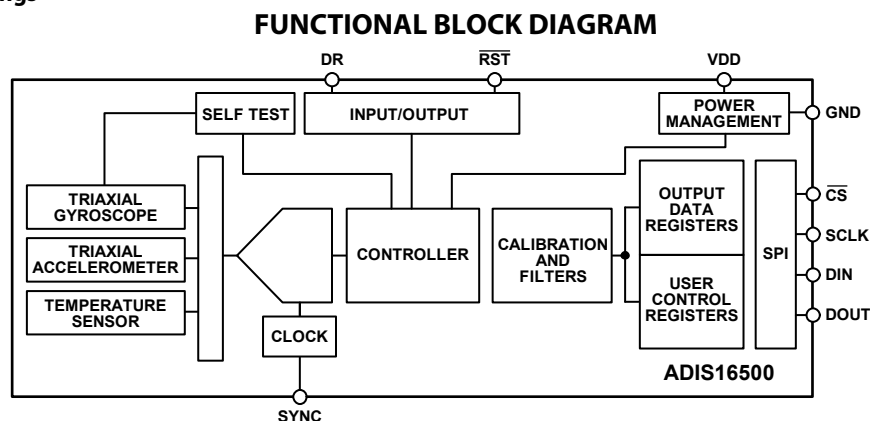 FUNCTIONAL BLOCK DIAGRAM
DR
RST
VDD
SELF TEST
INPUT/OUTPUT
POWER
MANAGEMENT
GND
TRIAXIAL
GYROSCOPE
TRIAXIAL
ACCELEROMETER
TEMPERATURE
SENSOR
CONTROLLER
CALIBRATION
AND
FILTERS
OUTPUT
DATA
REGISTERS
USER
CONTROL
REGISTERS
SPI
CS
SCLK
DIN
DOUT
CLOCK
ADIS16500
SYNC